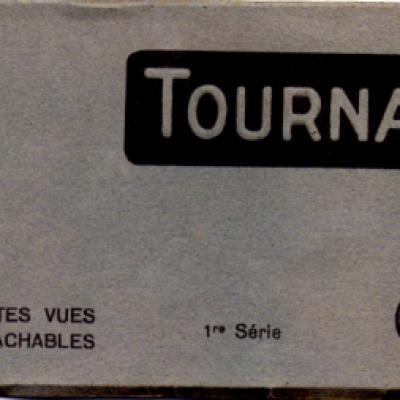 TOURNA
TES VUES
ACHABLES
1re Série